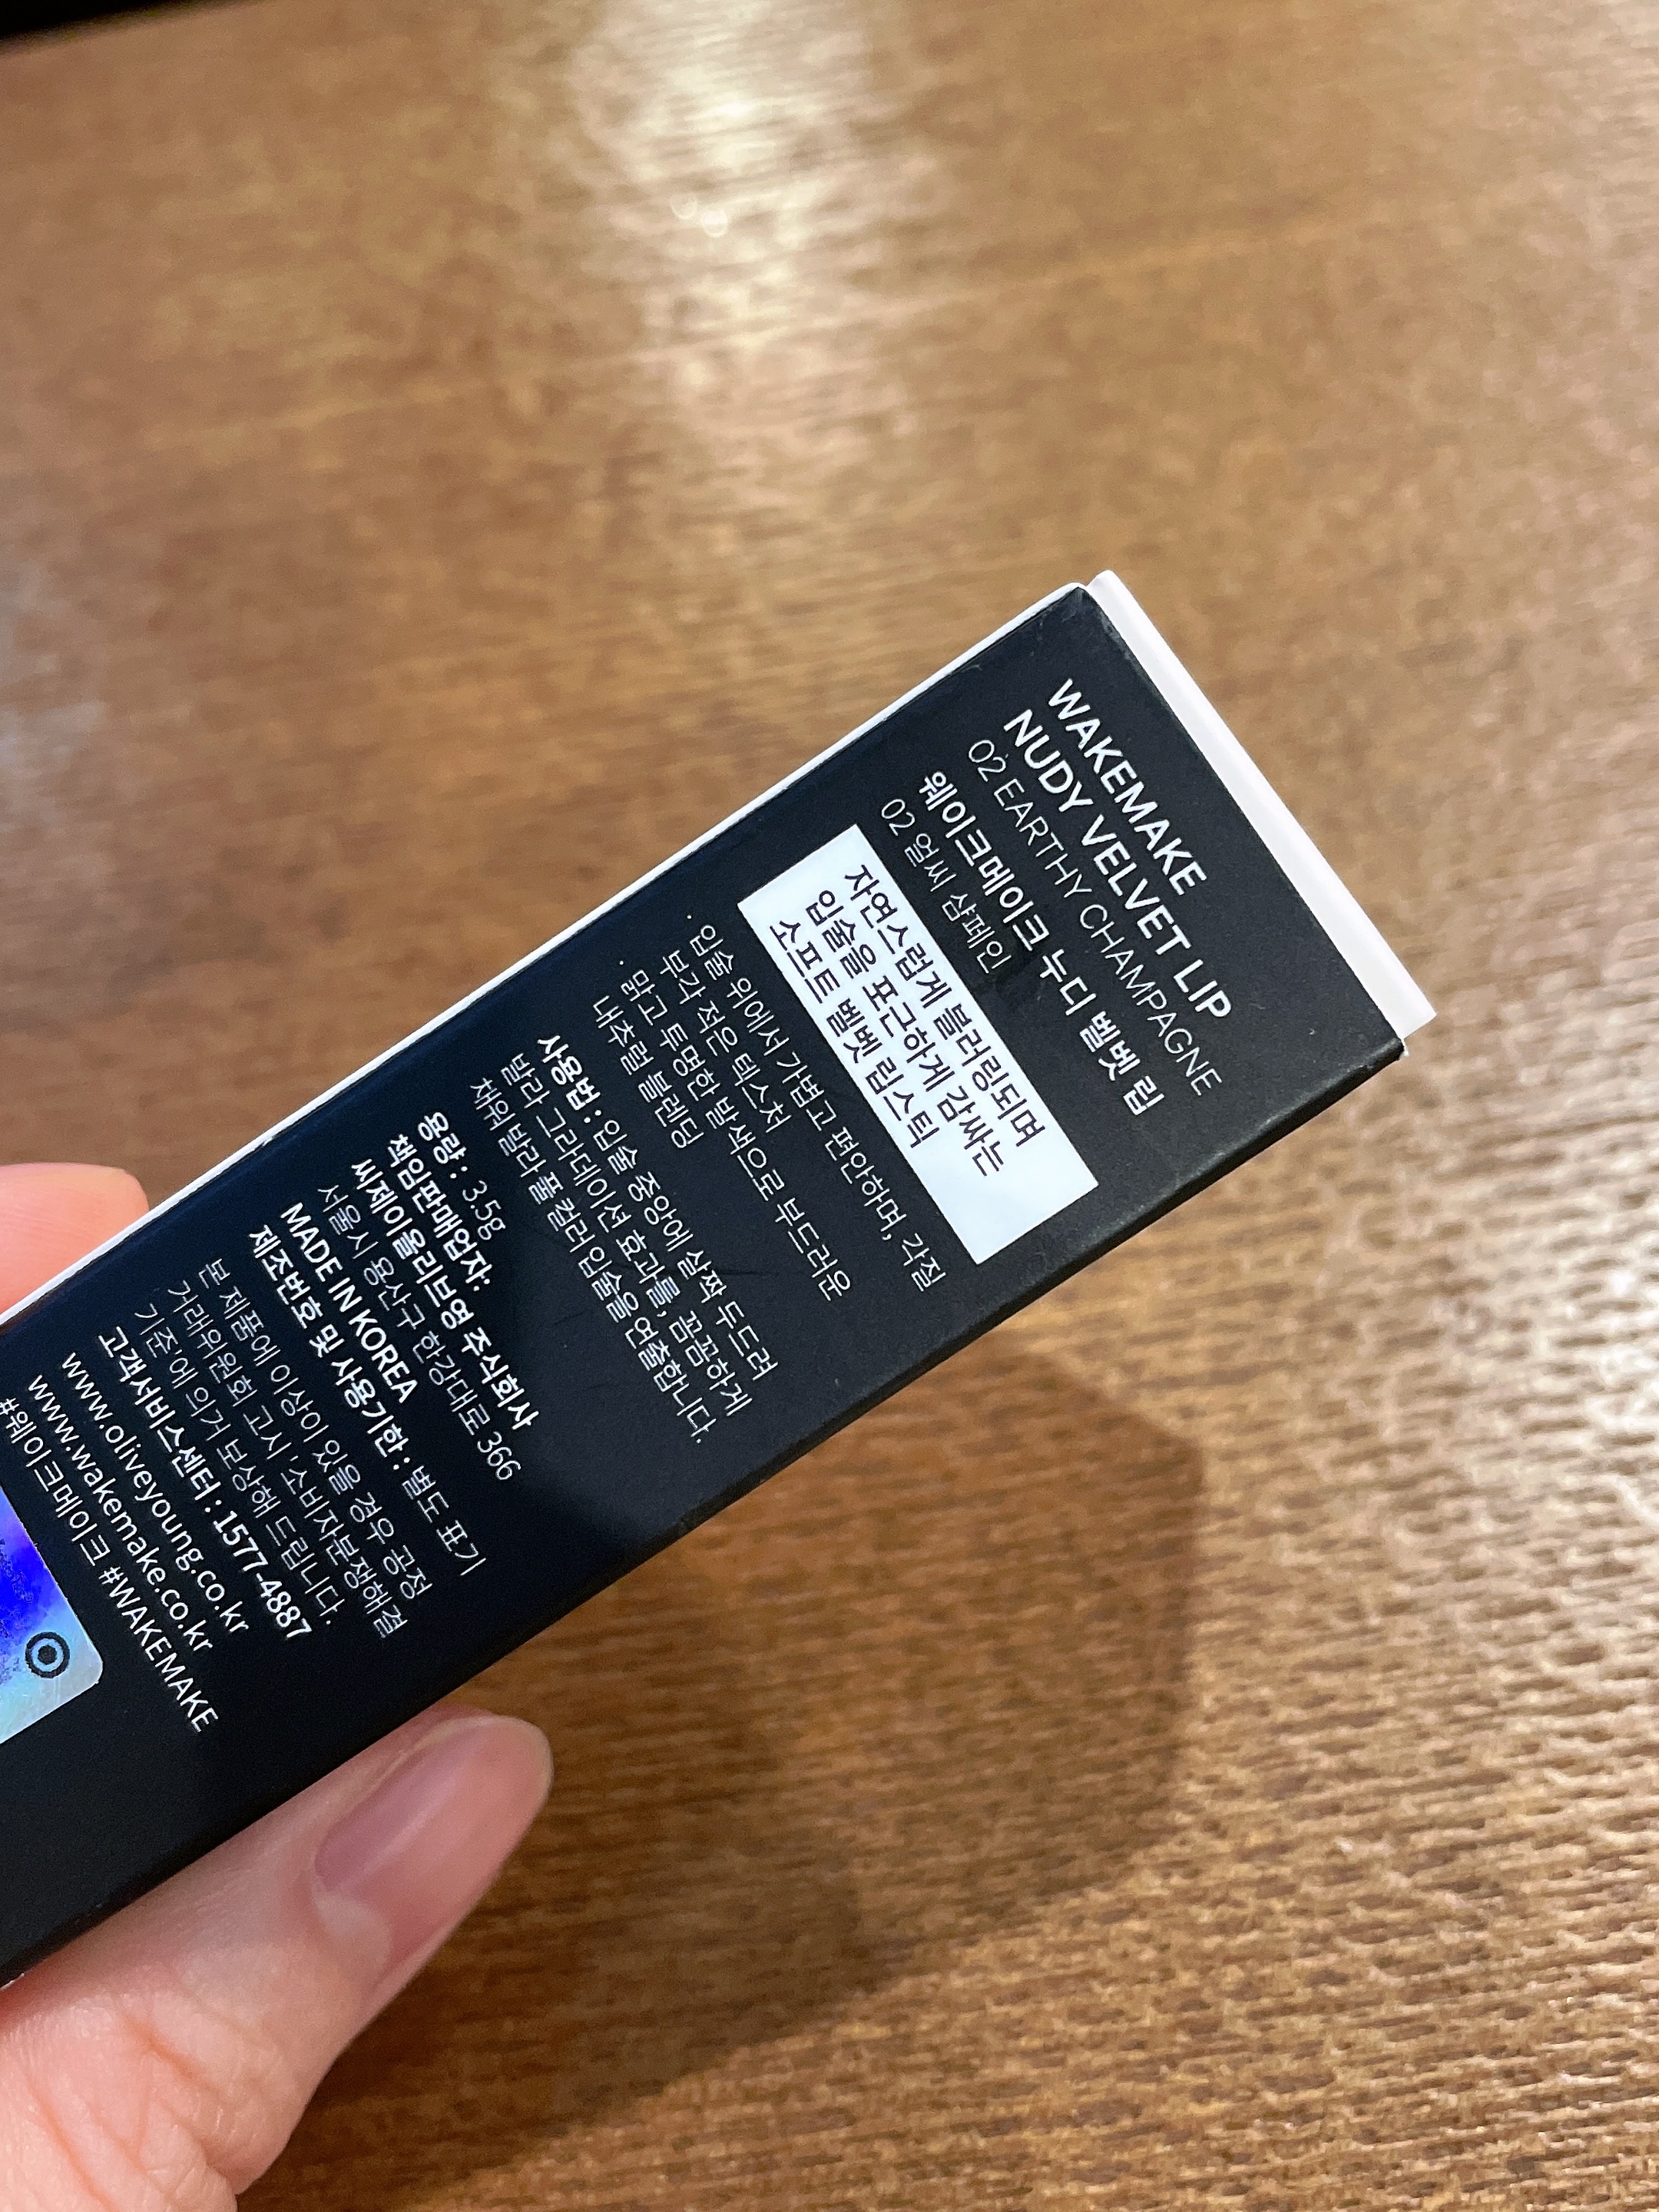 WAKEMAKE
NUDY VELVET LIP
02 EARTHY CHAMPAGNE
웨이크메이크 누디 벨벳 립
02 얼씨 샴페인
자연스럽게 블러링되며
입술을 포근하게 감싸는
소프트 벨벳 립스틱
· 입술 위에서 가볍고 편안하며, 각질
부각 적은 텍스처
· 맑고 투명한 발색으로 부드러운
내추럴 블렌딩
사용법 : 입술 중앙에 살짝 두드려
발라 그라데이션 효과를, 꼼꼼하게
채워 발라 풀 컬러 입술을 연출합니다.
용량 : 3.5g
책임판매업자:
씨제이올리브영 주식회사
서울시 용산구 한강대로 366
MADE IN KOREA
제조번호 및 사용기한 : 별도 표기
본 제품에 이상이 있을 경우 공정
거래위원회 고시 '소비자분쟁해결
기준'에 의거 보상해 드립니다.
고객서비스센터 : 1577-4887
www.oliveyoung.co.kr
www.wakemake.co.kr
#웨이크메이크 #WAKEMAKE